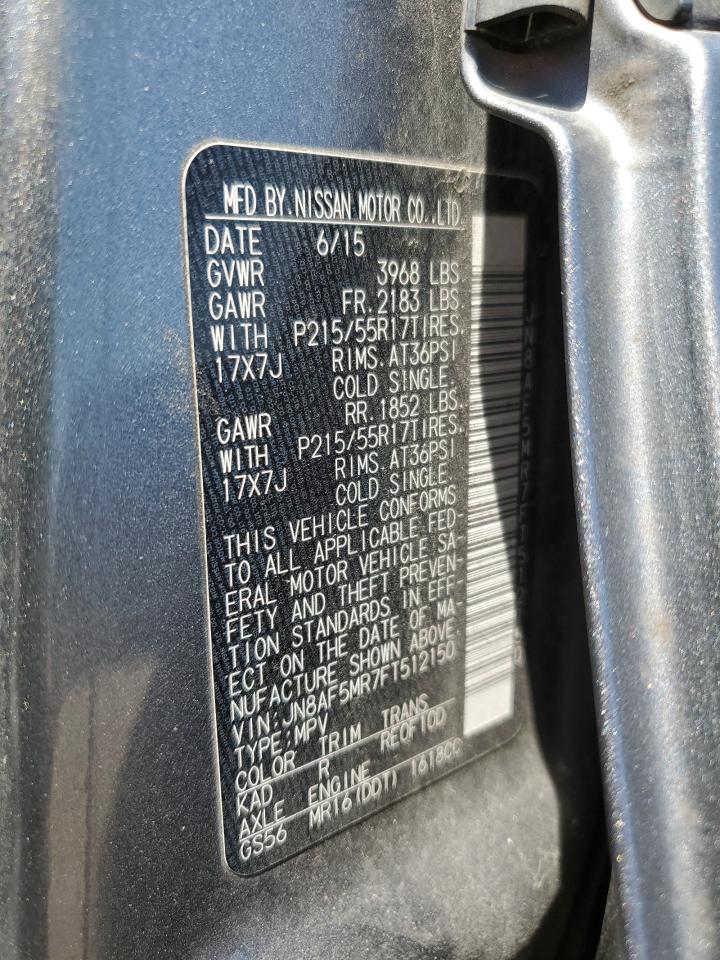 MFD BY.NISSAN MOTOR CO.,LTD.
DATE 6/15
GVWR 3968 LBS.
GAWR FR.2183 LBS.
WITH P215/55R17TIRES.
17X7J RIMS.AT36PSI
COLD SINGLE.
GAWR RR.1852 LBS.
WITH P215/55R17TIRES.
17X7J RIMS.AT36PSI
COLD SINGLE.
THIS VEHICLE CONFORMS
TO ALL APPLICABLE FED-
ERAL MOTOR VEHICLE SA-
FETY AND THEFT PREVEN-
TION STANDARDS IN EFF-
ECT ON THE DATE OF MA-
NUFACTURE SHOWN ABOVE.
VIN:JN8AF5MR7FT512150
TYPE:MPV
COLOR TRIM TRANS
KAD R RE0F10D
AXLE ENGINE
GS56 MR16(DDT) 1618CC
JN8AF5MR7FT512150